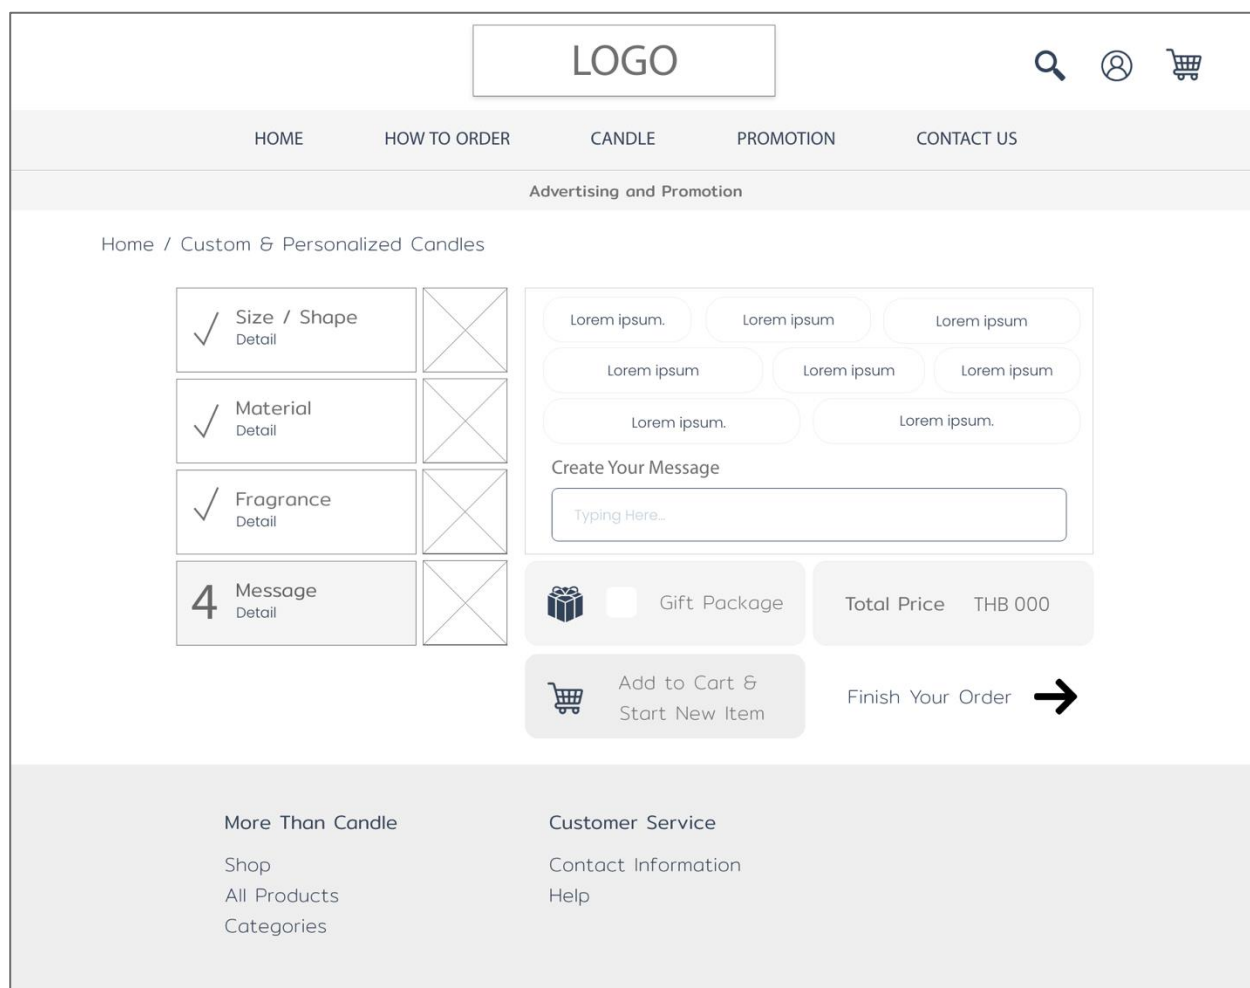 LOGO
HOME HOW TO ORDER CANDLE PROMOTION CONTACT US
Advertising and Promotion
Home / Custom & Personalized Candles
Size / Shape
Detail
Material
Detail
Fragrance
Detail
4 Message
Detail
Lorem ipsum. Lorem ipsum Lorem ipsum
Lorem ipsum Lorem ipsum Lorem ipsum
Lorem ipsum. Lorem ipsum.
Create Your Message
Typing Here...
Gift Package
Total Price THB 000
Add to Cart &
Start New Item
Finish Your Order
More Than Candle
Shop
All Products
Categories
Customer Service
Contact Information
Help